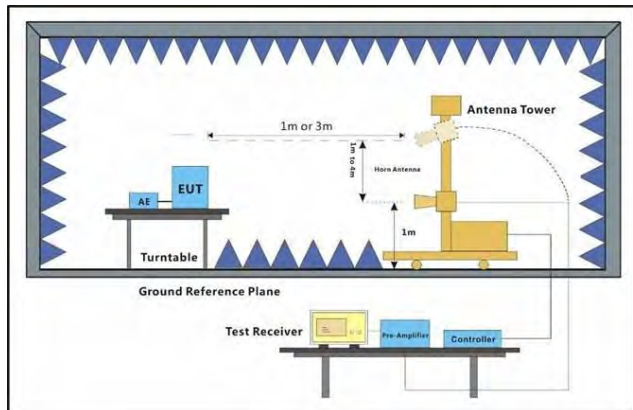 1m or 3m
Antenna Tower
1m to 4m
Horn Antenna
EUT
AE
1m
Turntable
Ground Reference Plane
Test Receiver
Pre-Amplifier
Controller